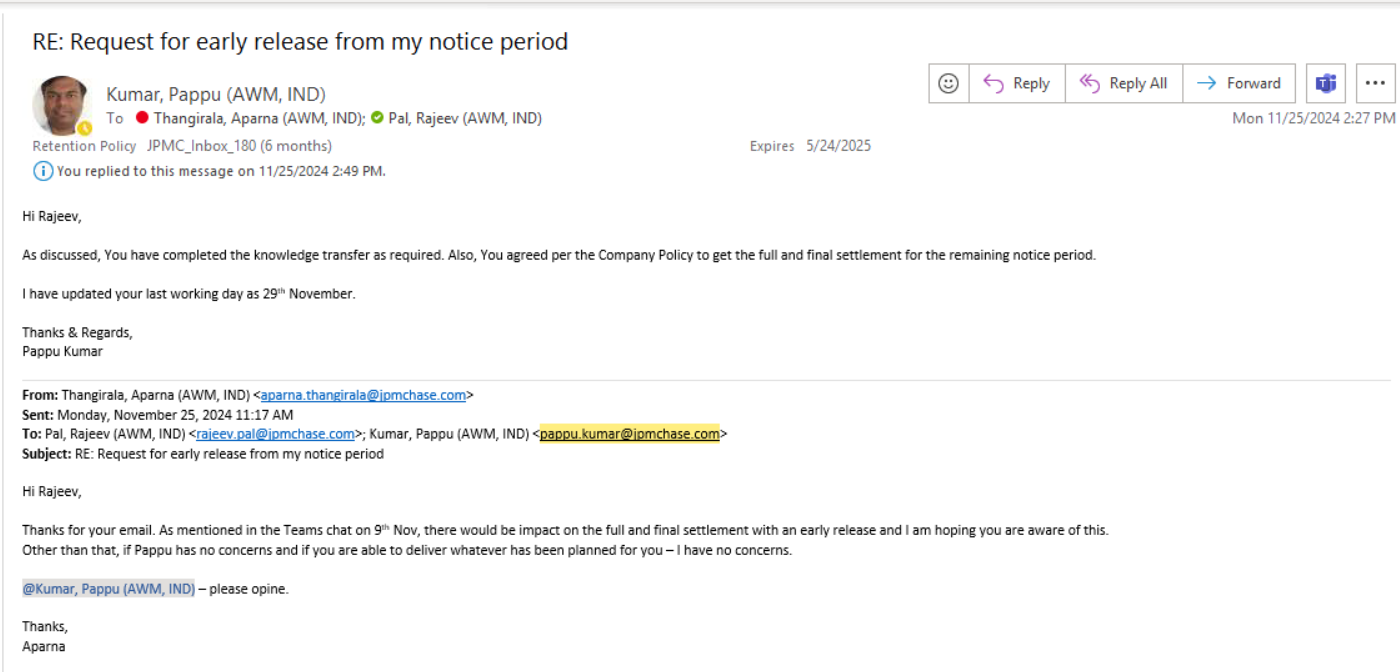 RE: Request for early release from my notice period
Kumar, Pappu (AWM, IND)
To Thangirala, Aparna (AWM, IND); Pal, Rajeev (AWM, IND)
Reply
Reply All
Forward
Mon 11/25/2024 2:27 PM
Retention Policy JPMC_Inbox_180 (6 months)
Expires 5/24/2025
You replied to this message on 11/25/2024 2:49 PM.
Hi Rajeev,
As discussed, You have completed the knowledge transfer as required. Also, You agreed per the Company Policy to get the full and final settlement for the remaining notice period.
I have updated your last working day as 29th November.
Thanks & Regards,
Pappu Kumar
From: Thangirala, Aparna (AWM, IND) <aparna.thangirala@jpmchase.com>
Sent: Monday, November 25, 2024 11:17 AM
To: Pal, Rajeev (AWM, IND) <rajeev.pal@jpmchase.com>; Kumar, Pappu (AWM, IND) <pappu.kumar@jpmchase.com>
Subject: RE: Request for early release from my notice period
Hi Rajeev,
Thanks for your email. As mentioned in the Teams chat on 9th Nov, there would be impact on the full and final settlement with an early release and I am hoping you are aware of this.
Other than that, if Pappu has no concerns and if you are able to deliver whatever has been planned for you – I have no concerns.
@Kumar, Pappu (AWM, IND) – please opine.
Thanks,
Aparna